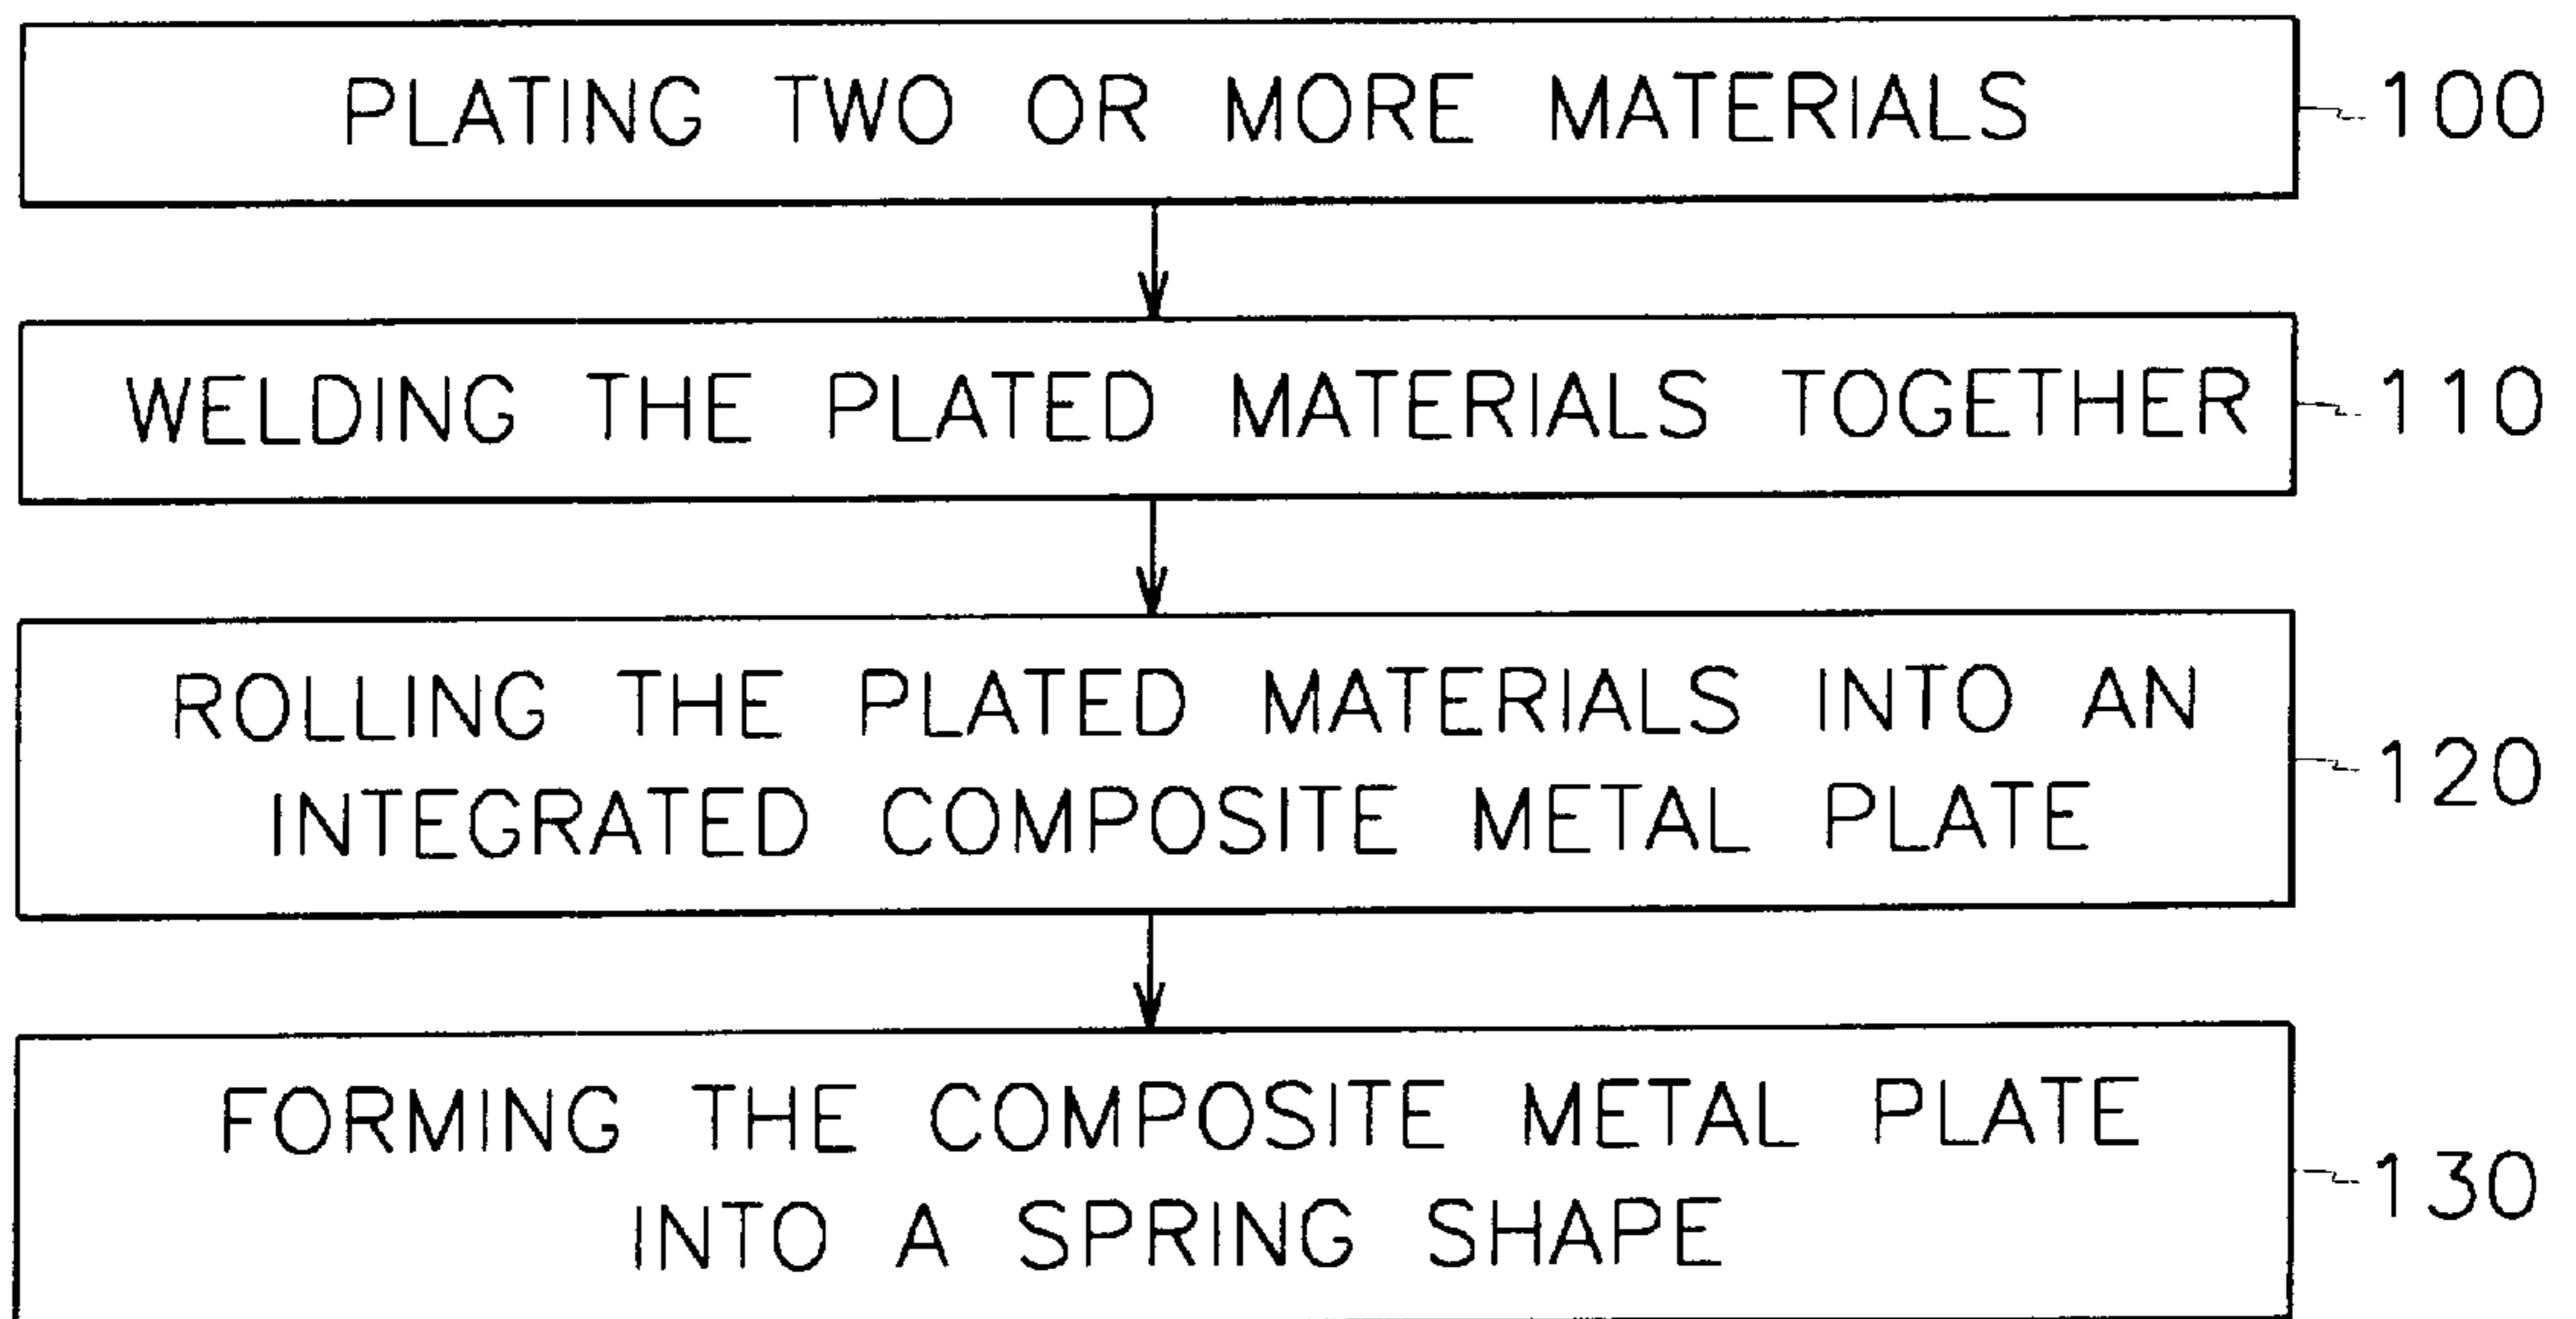 PLATING TWO OR MORE MATERIALS 100
WELDING THE PLATED MATERIALS TOGETHER 110
ROLLING THE PLATED MATERIALS INTO AN
INTEGRATED COMPOSITE METAL PLATE 120
FORMING THE COMPOSITE METAL PLATE
INTO A SPRING SHAPE 130